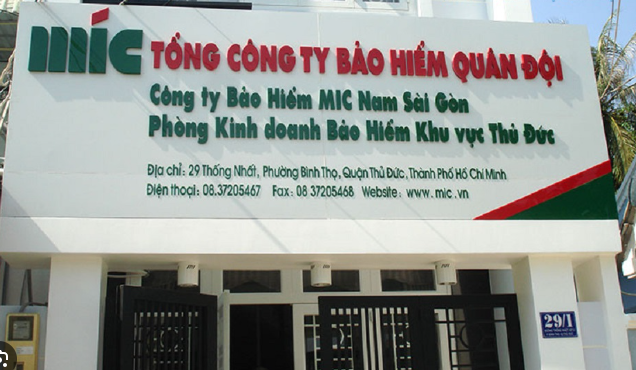 mic TỔNG CÔNG TY BẢO HIỂM QUÂN ĐỘI
Công ty Bảo Hiểm MIC Nam Sài Gòn
Phòng Kinh doanh Bảo Hiểm Khu vực Thủ Đức
Địa chỉ: 29 Thống Nhất, Phường Bình Thọ, Quận Thủ Đức, Thành Phố Hồ Chí Minh
Điện thoại: 08.37205467 Fax: 08 37205468 Website: www.mic.vn
29/1